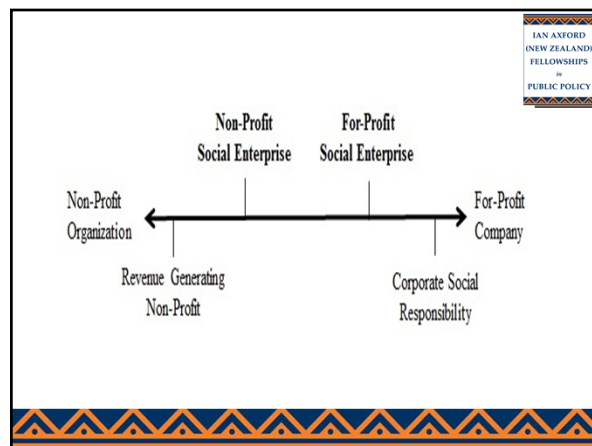 IAN AXFORD
(NEW ZEALAND)
FELLOWSHIPS
in
PUBLIC POLICY
Non-Profit
Social Enterprise
For-Profit
Social Enterprise
Non-Profit
Organization
For-Profit
Company
Revenue Generating
Non-Profit
Corporate Social
Responsibility